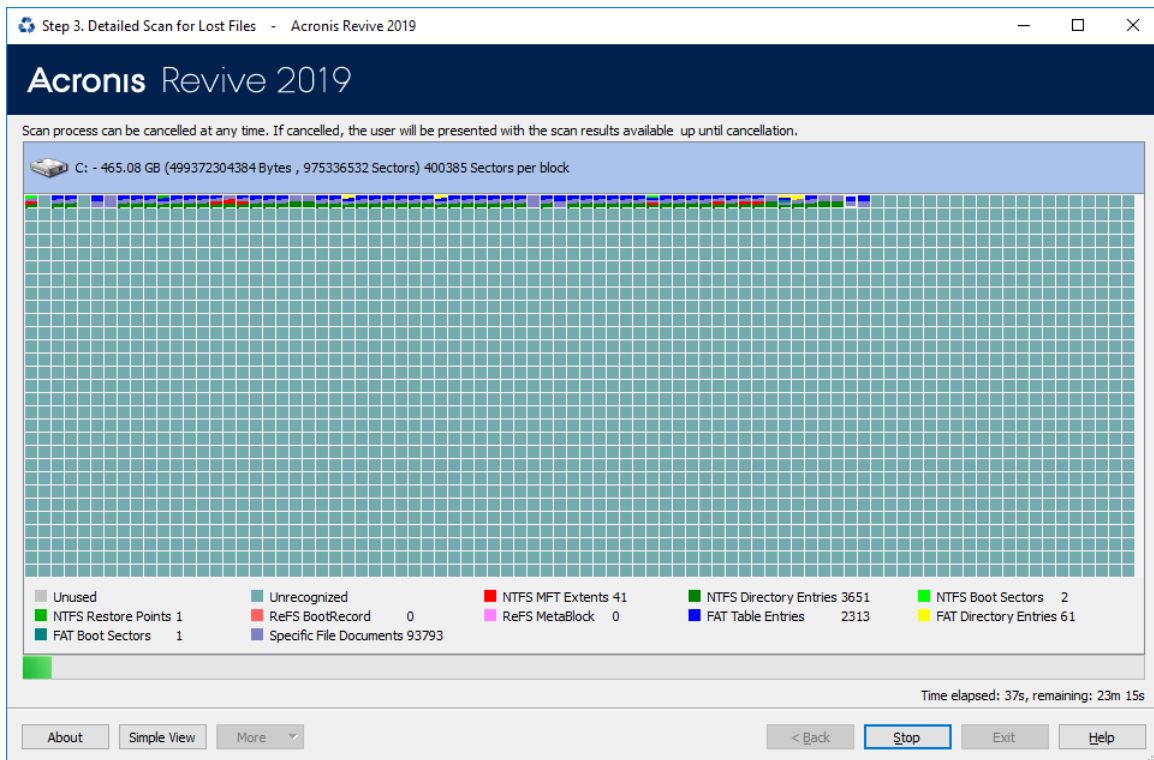 Step 3. Detailed Scan for Lost Files - Acronis Revive 2019
Acronis Revive 2019
Scan process can be cancelled at any time. If cancelled, the user will be presented with the scan results available up until cancellation.
C: - 465.08 GB (499372304384 Bytes , 975336532 Sectors) 400385 Sectors per block
Unused Unrecognized NTFS MFT Extents 41 NTFS Directory Entries 3651 NTFS Boot Sectors 2
NTFS Restore Points 1 ReFS BootRecord 0 ReFS MetaBlock 0 FAT Table Entries 2313 FAT Directory Entries 61
FAT Boot Sectors 1 Specific File Documents 93793
Time elapsed: 37s, remaining: 23m 15s
About Simple View More < Back Stop Exit Help